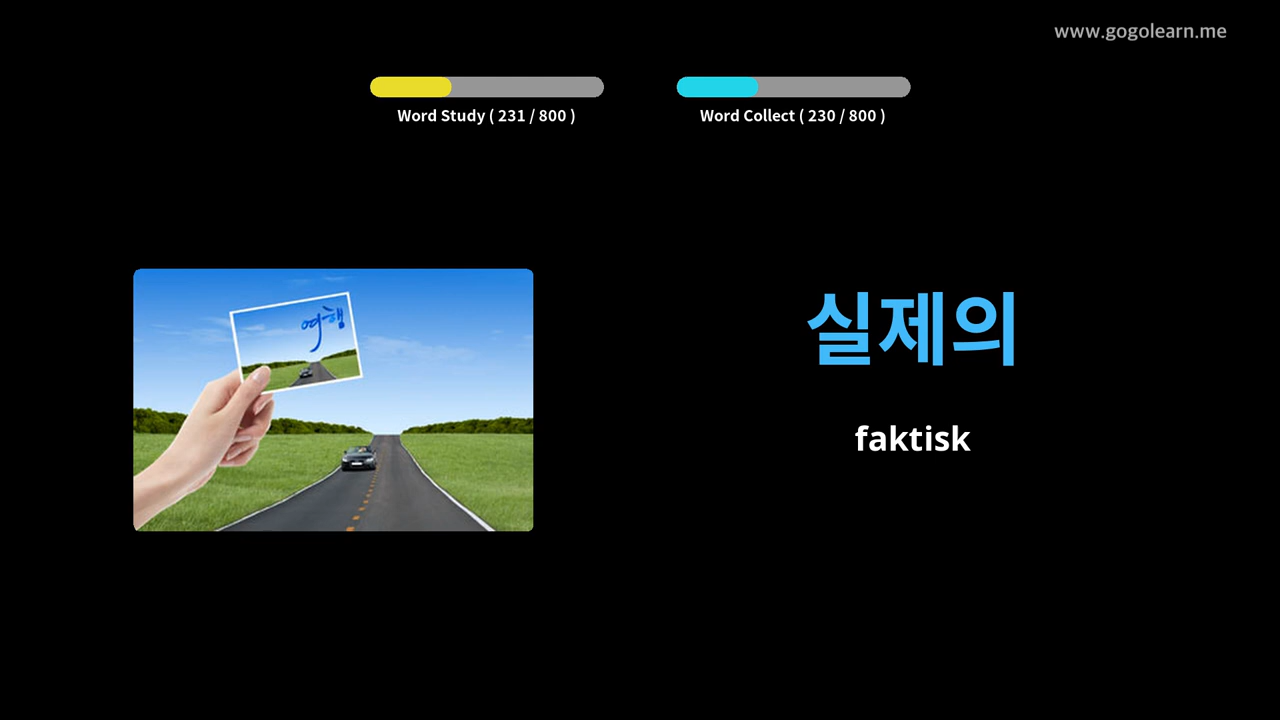 www.gogolearn.me
Word Study ( 231 / 800 )
Word Collect ( 230 / 800 )
여행
실제의
faktisk